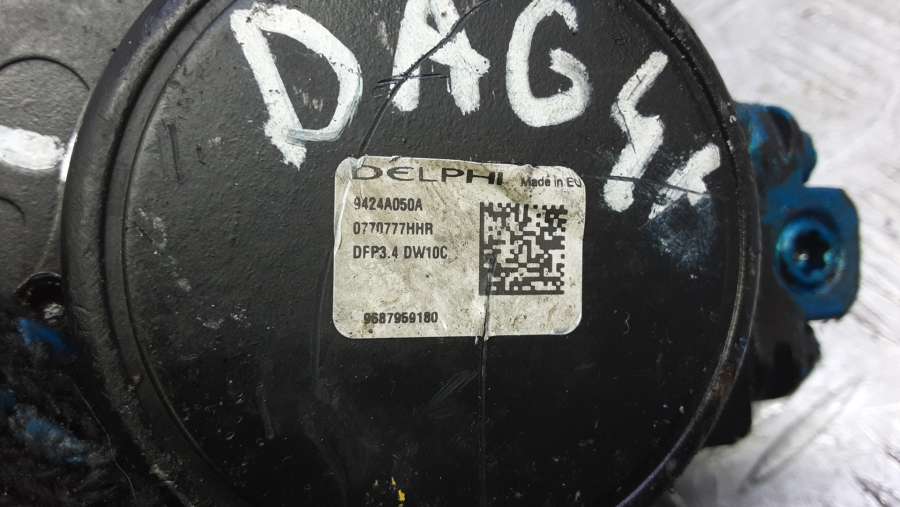 DAG
DELPHI Made in EU
9424A050A
0770777HHR
DFP3.4 DW10C
9687959180